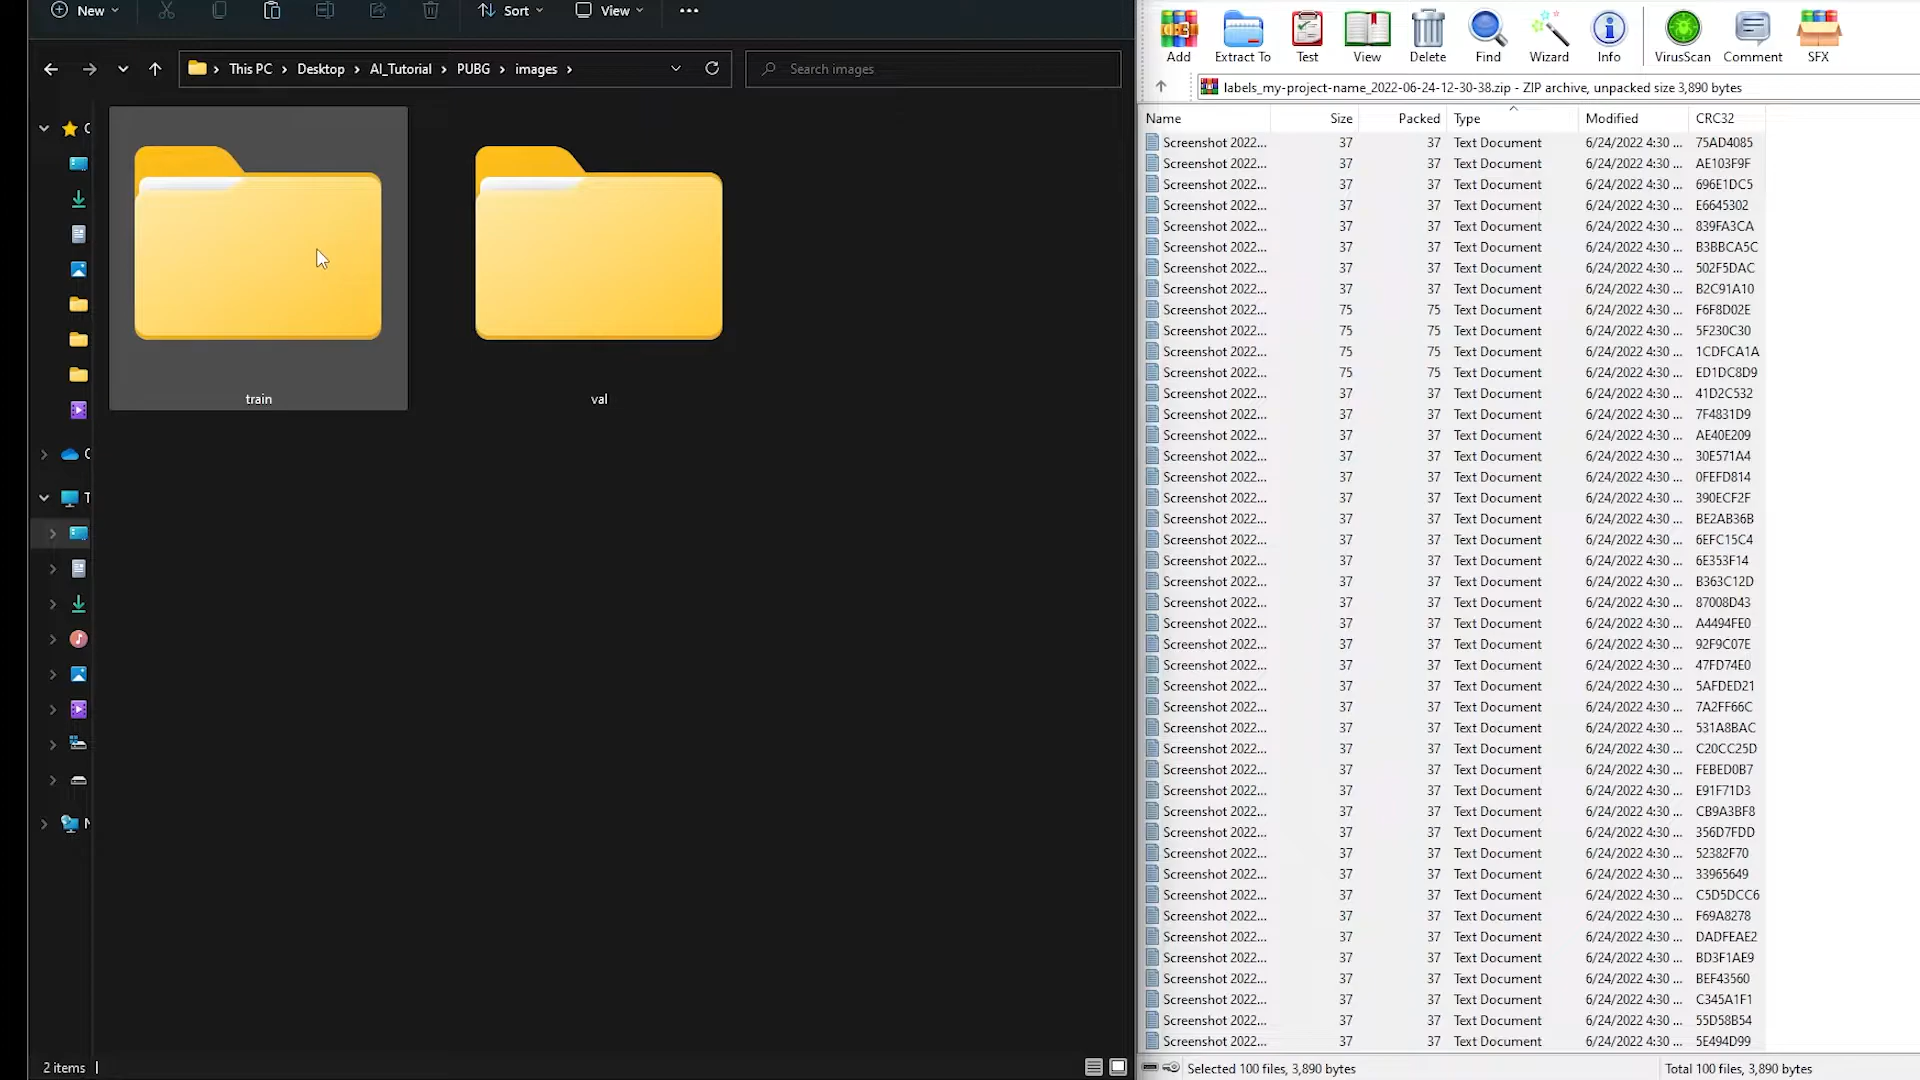 New
Sort
View
This PC > Desktop > AI_Tutorial > PUBG > images >
Search images
train
val
2 items
Add
Extract To
Test
View
Delete
Find
Wizard
Info
VirusScan
Comment
SFX
labels_my-project-name_2022-06-24-12-30-38.zip - ZIP archive, unpacked size 3,890 bytes
Name Size Packed Type Modified CRC32
Screenshot 2022... 37 37 Text Document 6/24/2022 4:30 ... 75AD4085
Screenshot 2022... 37 37 Text Document 6/24/2022 4:30 ... AE103F9F
Screenshot 2022... 37 37 Text Document 6/24/2022 4:30 ... 696E1DC5
Screenshot 2022... 37 37 Text Document 6/24/2022 4:30 ... E6645302
Screenshot 2022... 37 37 Text Document 6/24/2022 4:30 ... 839FA3CA
Screenshot 2022... 37 37 Text Document 6/24/2022 4:30 ... B3BBCA5C
Screenshot 2022... 37 37 Text Document 6/24/2022 4:30 ... 502F5DAC
Screenshot 2022... 37 37 Text Document 6/24/2022 4:30 ... B2C91A10
Screenshot 2022... 75 75 Text Document 6/24/2022 4:30 ... F6F8D02E
Screenshot 2022... 75 75 Text Document 6/24/2022 4:30 ... 5F230C30
Screenshot 2022... 75 75 Text Document 6/24/2022 4:30 ... 1CDFCA1A
Screenshot 2022... 75 75 Text Document 6/24/2022 4:30 ... ED1DC8D9
Screenshot 2022... 37 37 Text Document 6/24/2022 4:30 ... 41D2C532
Screenshot 2022... 37 37 Text Document 6/24/2022 4:30 ... 7F4831D9
Screenshot 2022... 37 37 Text Document 6/24/2022 4:30 ... AE40E209
Screenshot 2022... 37 37 Text Document 6/24/2022 4:30 ... 30E571A4
Screenshot 2022... 37 37 Text Document 6/24/2022 4:30 ... 0FEFD814
Screenshot 2022... 37 37 Text Document 6/24/2022 4:30 ... 390ECF2F
Screenshot 2022... 37 37 Text Document 6/24/2022 4:30 ... BE2AB36B
Screenshot 2022... 37 37 Text Document 6/24/2022 4:30 ... 6EFC15C4
Screenshot 2022... 37 37 Text Document 6/24/2022 4:30 ... 6E353F14
Screenshot 2022... 37 37 Text Document 6/24/2022 4:30 ... B363C12D
Screenshot 2022... 37 37 Text Document 6/24/2022 4:30 ... 87008D43
Screenshot 2022... 37 37 Text Document 6/24/2022 4:30 ... A4494FE0
Screenshot 2022... 37 37 Text Document 6/24/2022 4:30 ... 92F9C07E
Screenshot 2022... 37 37 Text Document 6/24/2022 4:30 ... 47FD74E0
Screenshot 2022... 37 37 Text Document 6/24/2022 4:30 ... 5AFDED21
Screenshot 2022... 37 37 Text Document 6/24/2022 4:30 ... 7A2FF66C
Screenshot 2022... 37 37 Text Document 6/24/2022 4:30 ... 531A8BAC
Screenshot 2022... 37 37 Text Document 6/24/2022 4:30 ... C20CC25D
Screenshot 2022... 37 37 Text Document 6/24/2022 4:30 ... FEBED0B7
Screenshot 2022... 37 37 Text Document 6/24/2022 4:30 ... E91F71D3
Screenshot 2022... 37 37 Text Document 6/24/2022 4:30 ... CB9A3BF8
Screenshot 2022... 37 37 Text Document 6/24/2022 4:30 ... 356D7FDD
Screenshot 2022... 37 37 Text Document 6/24/2022 4:30 ... 52382F70
Screenshot 2022... 37 37 Text Document 6/24/2022 4:30 ... 33965649
Screenshot 2022... 37 37 Text Document 6/24/2022 4:30 ... C5D5DCC6
Screenshot 2022... 37 37 Text Document 6/24/2022 4:30 ... F69A8278
Screenshot 2022... 37 37 Text Document 6/24/2022 4:30 ... DADFEAE2
Screenshot 2022... 37 37 Text Document 6/24/2022 4:30 ... BD3F1AE9
Screenshot 2022... 37 37 Text Document 6/24/2022 4:30 ... BEF43560
Screenshot 2022... 37 37 Text Document 6/24/2022 4:30 ... C345A1F1
Screenshot 2022... 37 37 Text Document 6/24/2022 4:30 ... 55D58B54
Screenshot 2022... 37 37 Text Document 6/24/2022 4:30 ... 5E494D99
Selected 100 files, 3,890 bytes
Total 100 files, 3,890 bytes